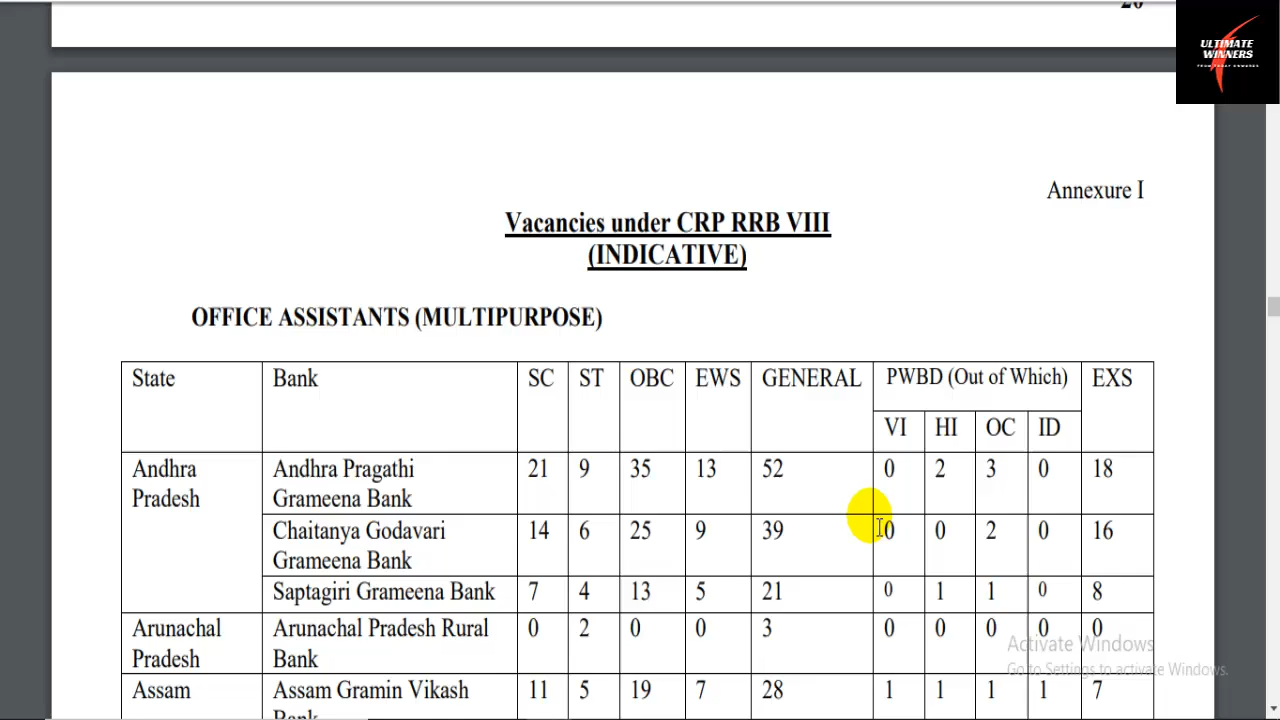 20
ULTIMATE
WINNERS
Annexure I
Vacancies under CRP RRB VIII
(INDICATIVE)
OFFICE ASSISTANTS (MULTIPURPOSE)
State Bank SC ST OBC EWS GENERAL PWBD (Out of Which) EXS
VI HI OC ID
Andhra Andhra Pragathi 21 9 35 13 52 0 2 3 0 18
Pradesh Grameena Bank
Chaitanya Godavari 14 6 25 9 39 0 0 2 0 16
Grameena Bank
Saptagiri Grameena Bank 7 4 13 5 21 0 1 1 0 8
Arunachal Arunachal Pradesh Rural 0 2 0 0 3 0 0 0 0 0
Pradesh Bank
Activate Windows
Go to Settings to activate Windows.
Assam Assam Gramin Vikash 11 5 19 7 28 1 1 1 1 7
Bank